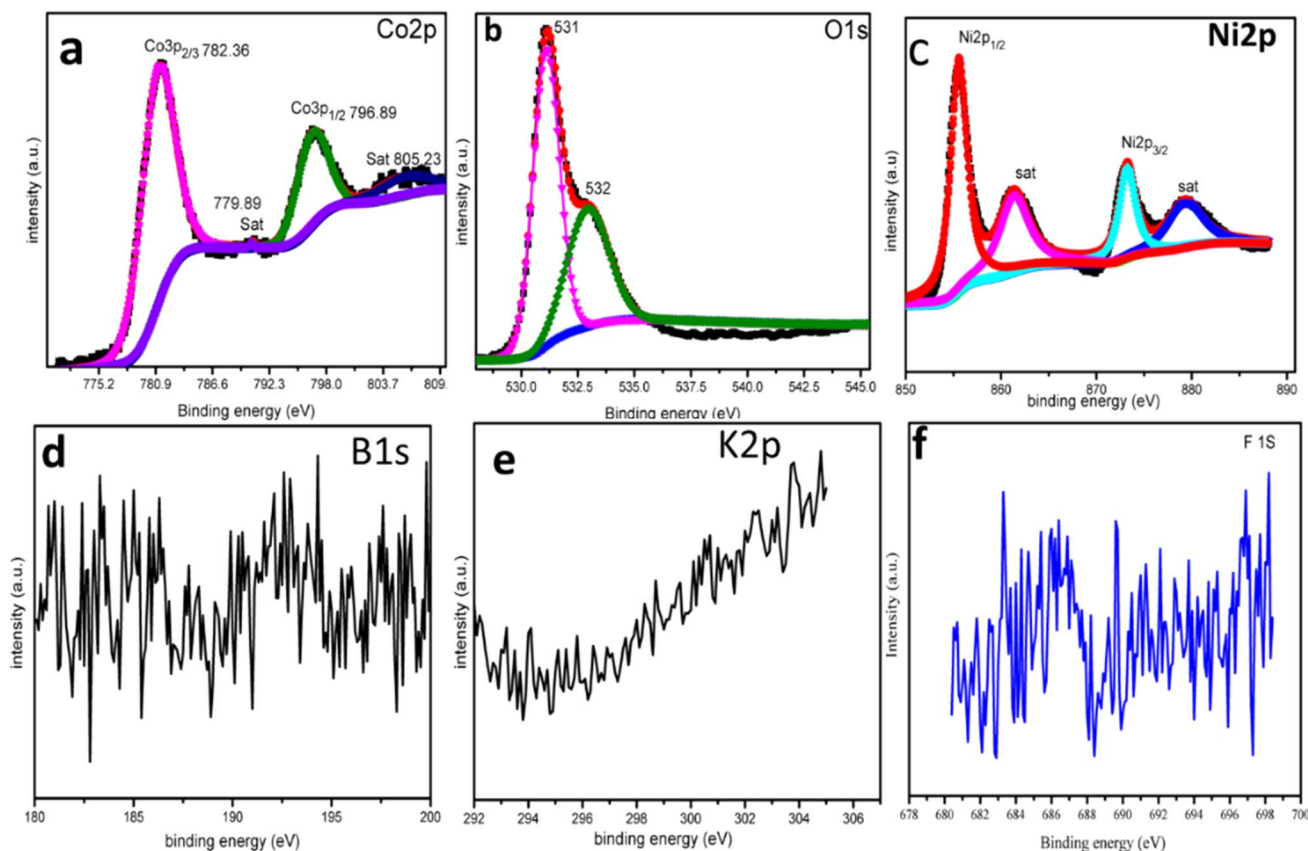 a
Co2p
Co3p2/3 782.36
Co3p1/2 796.89
Sat 805.23
779.89
Sat
intensity (a.u.)
775.2 780.9 786.6 792.3 798.0 803.7 809.
Binding energy (eV)
b
531
O1s
532
intensity (a.u.)
530.0 532.5 535.0 537.5 540.0 542.5 545.0
Binding energy (eV)
c
Ni2p1/2
Ni2p
Ni2p3/2
sat
sat
intensity (a.u.)
850 860 870 880 890
binding energy (eV)
d
B1s
intensity (a.u.)
180 185 190 195 200
binding energy (eV)
e
K2p
intensity (a.u.)
292 294 296 298 300 302 304 306
binding energy (eV)
f
F 1S
Intensity (a.u.)
678 680 682 684 686 688 690 692 694 696 698 700
Binding energy (eV)